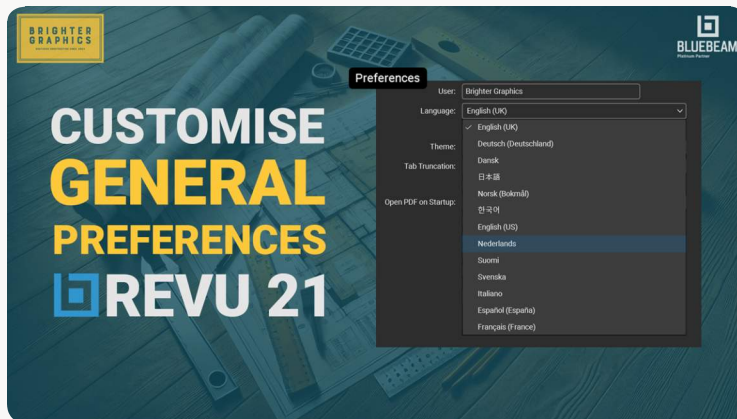 BRIGHTER
GRAPHICS
BLUEBEAM
Platinum Partner
CUSTOMISE
GENERAL
PREFERENCES
REVU 21
Preferences
User: Brighter Graphics
Language: English (UK)
English (UK)
Theme: Deutsch (Deutschland)
Dansk
Tab Truncation:
日本語
Norsk (Bokmål)
Open PDF on Startup:
한국어
English (US)
Nederlands
Suomi
Svenska
Italiano
Español (España)
Français (France)